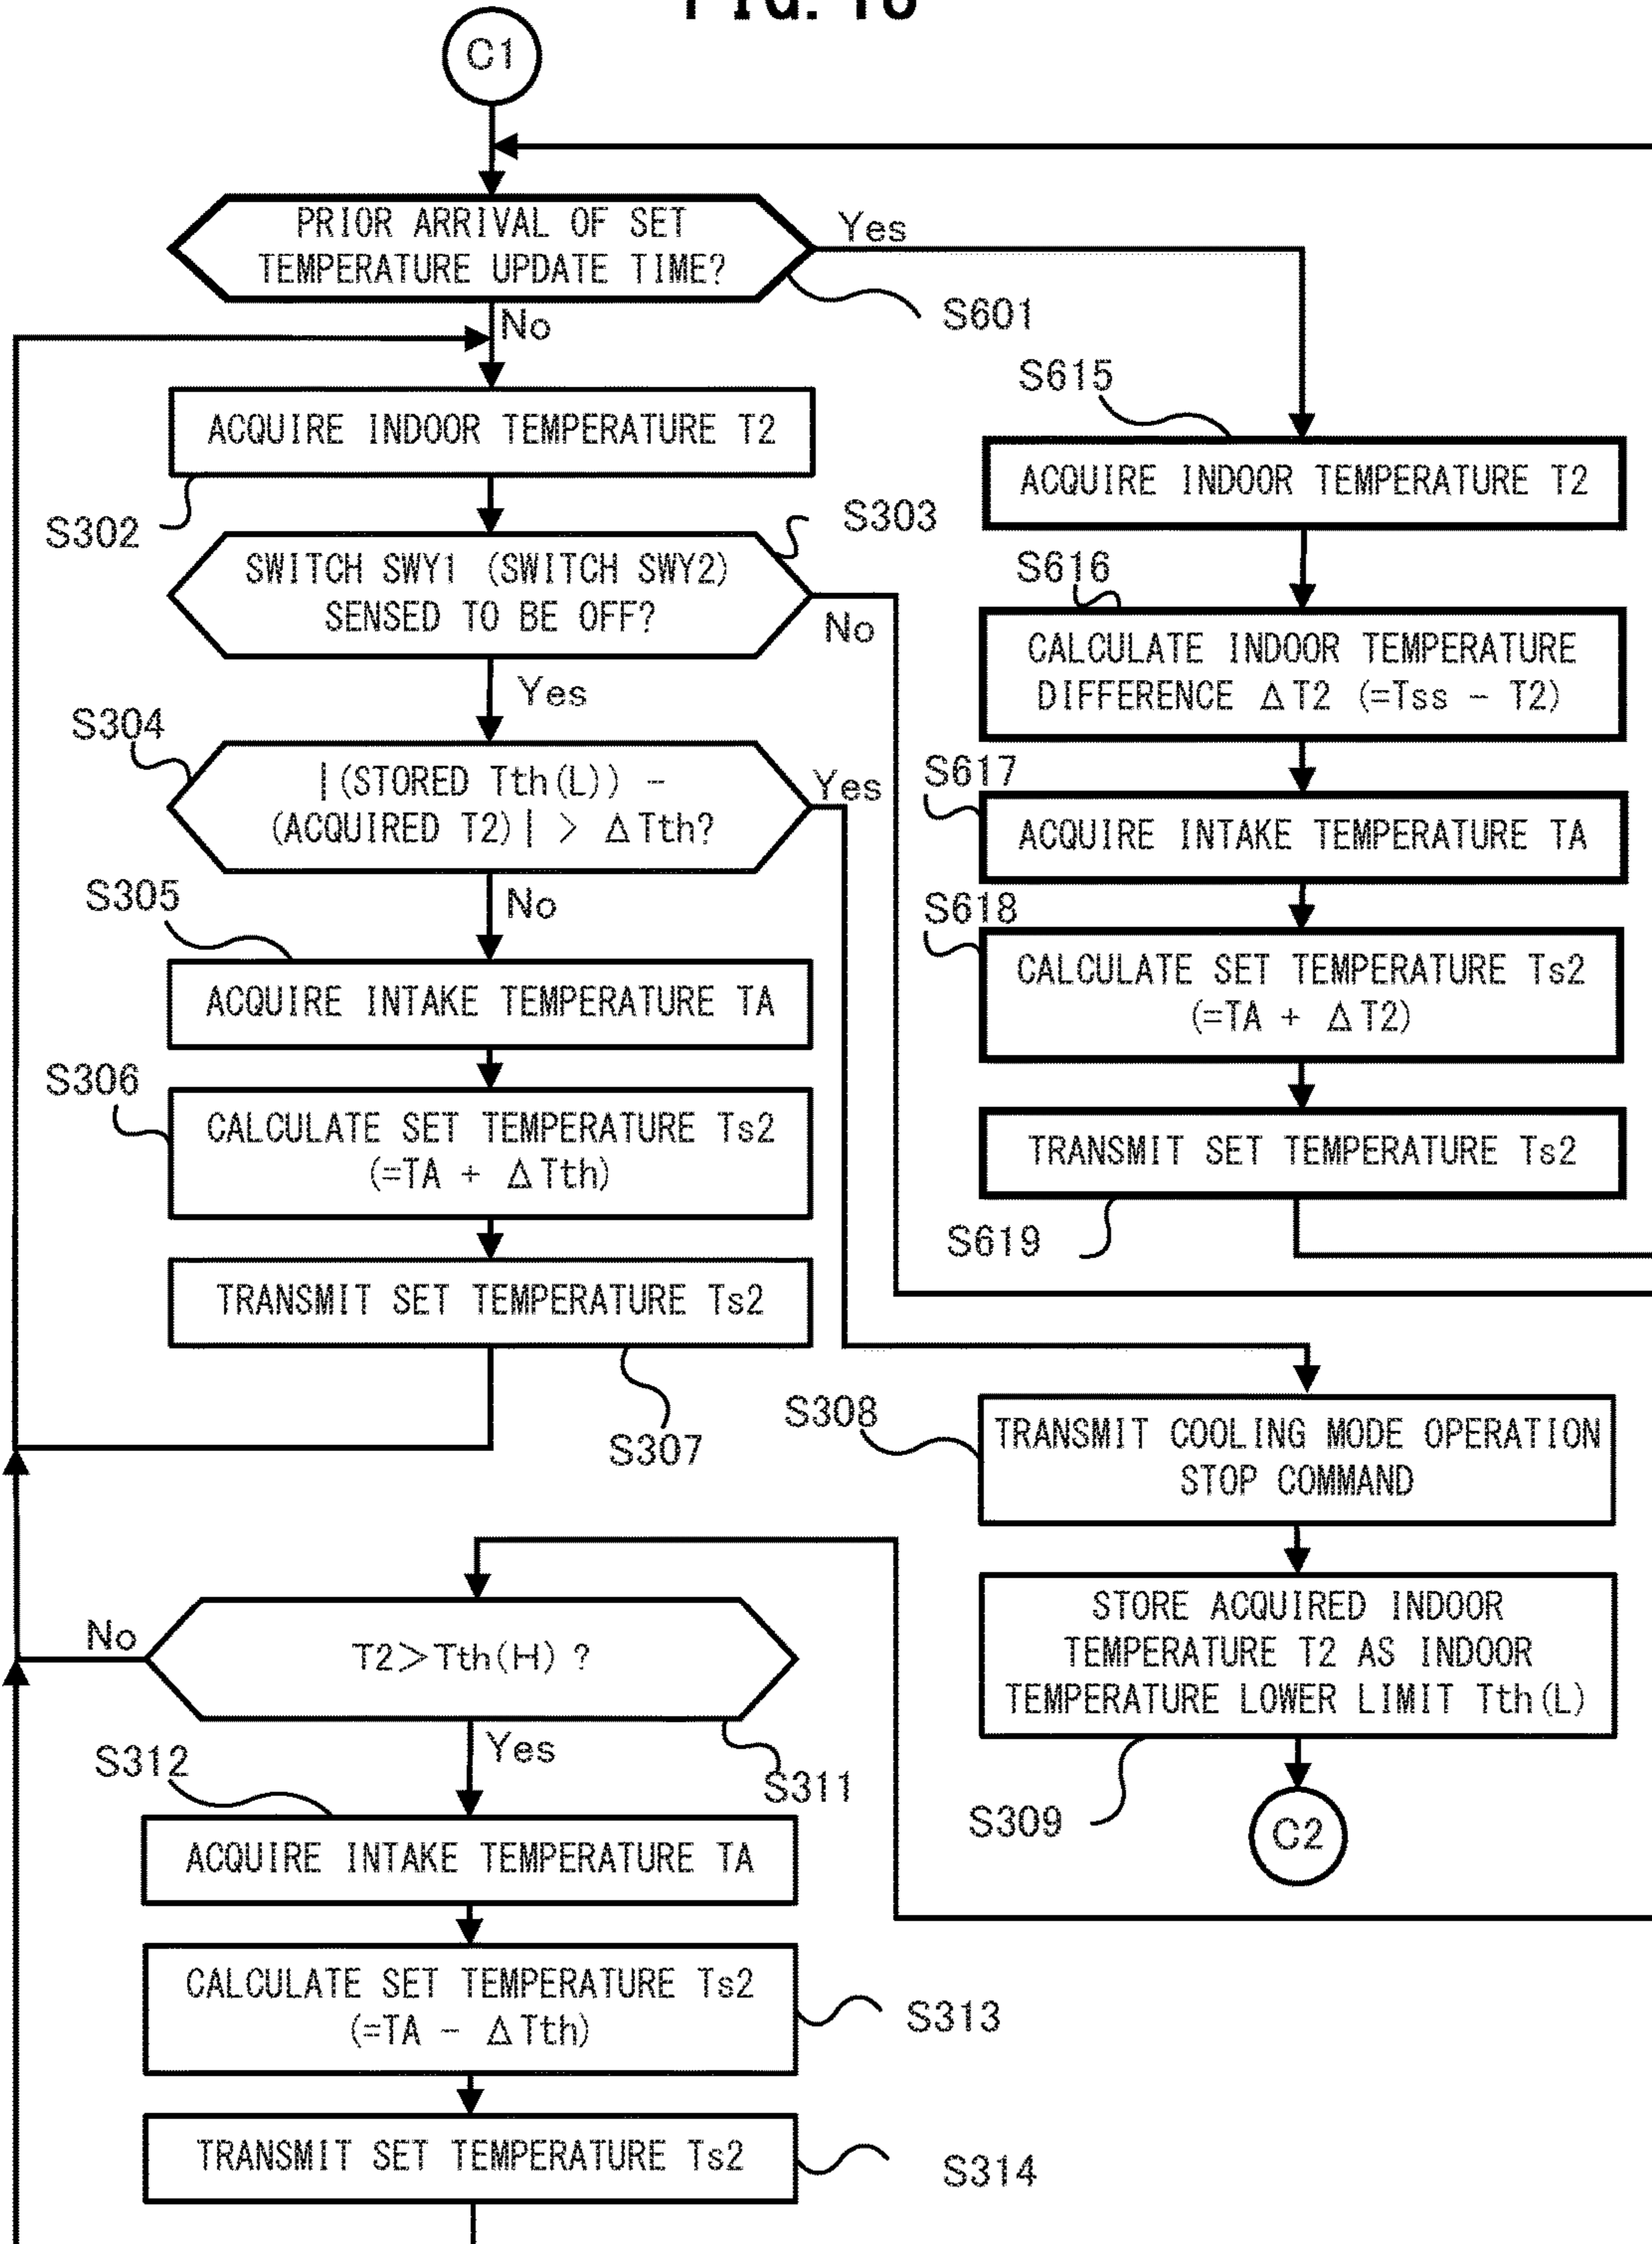 C1
PRIOR ARRIVAL OF SET
TEMPERATURE UPDATE TIME?
Yes
S601
No
ACQUIRE INDOOR TEMPERATURE T2
S302
SWITCH SWY1 (SWITCH SWY2)
SENSED TO BE OFF?
S303
No
Yes
S304
|(STORED Tth(L)) -
(ACQUIRED T2)| > ΔTth?
Yes
No
S305
ACQUIRE INTAKE TEMPERATURE TA
S306
CALCULATE SET TEMPERATURE Ts2
(=TA + ΔTth)
TRANSMIT SET TEMPERATURE Ts2
S307
S615
ACQUIRE INDOOR TEMPERATURE T2
S616
CALCULATE INDOOR TEMPERATURE
DIFFERENCE ΔT2 (=Tss - T2)
S617
ACQUIRE INTAKE TEMPERATURE TA
S618
CALCULATE SET TEMPERATURE Ts2
(=TA + ΔT2)
TRANSMIT SET TEMPERATURE Ts2
S619
S308
TRANSMIT COOLING MODE OPERATION
STOP COMMAND
STORE ACQUIRED INDOOR
TEMPERATURE T2 AS INDOOR
TEMPERATURE LOWER LIMIT Tth(L)
S309
C2
No
T2>Tth(H) ?
Yes
S311
S312
ACQUIRE INTAKE TEMPERATURE TA
CALCULATE SET TEMPERATURE Ts2
(=TA - ΔTth)
S313
TRANSMIT SET TEMPERATURE Ts2
S314